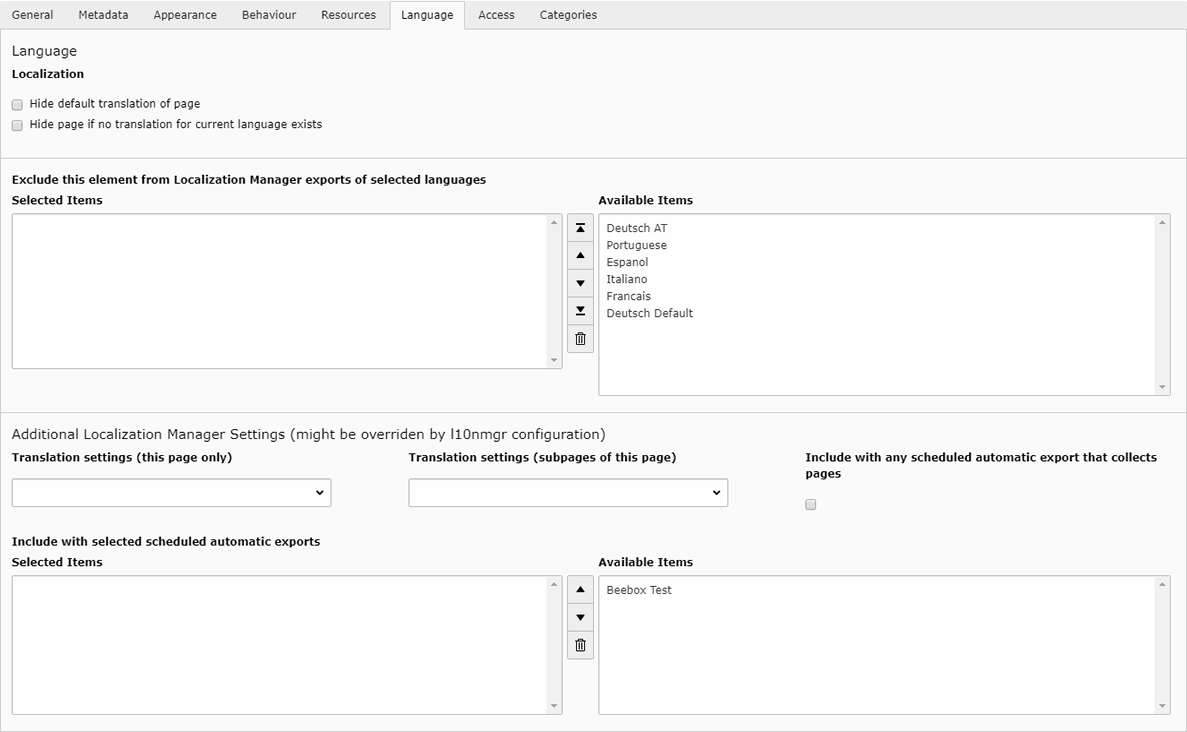 General Metadata Appearance Behaviour Resources Language Access Categories
Language
Localization
Hide default translation of page
Hide page if no translation for current language exists
Exclude this element from Localization Manager exports of selected languages
Selected Items
Available Items
Deutsch AT
Portuguese
Espanol
Italiano
Francais
Deutsch Default
Additional Localization Manager Settings (might be overriden by l10nmgr configuration)
Translation settings (this page only)
Translation settings (subpages of this page)
Include with any scheduled automatic export that collects
pages
Include with selected scheduled automatic exports
Selected Items
Available Items
Beebox Test